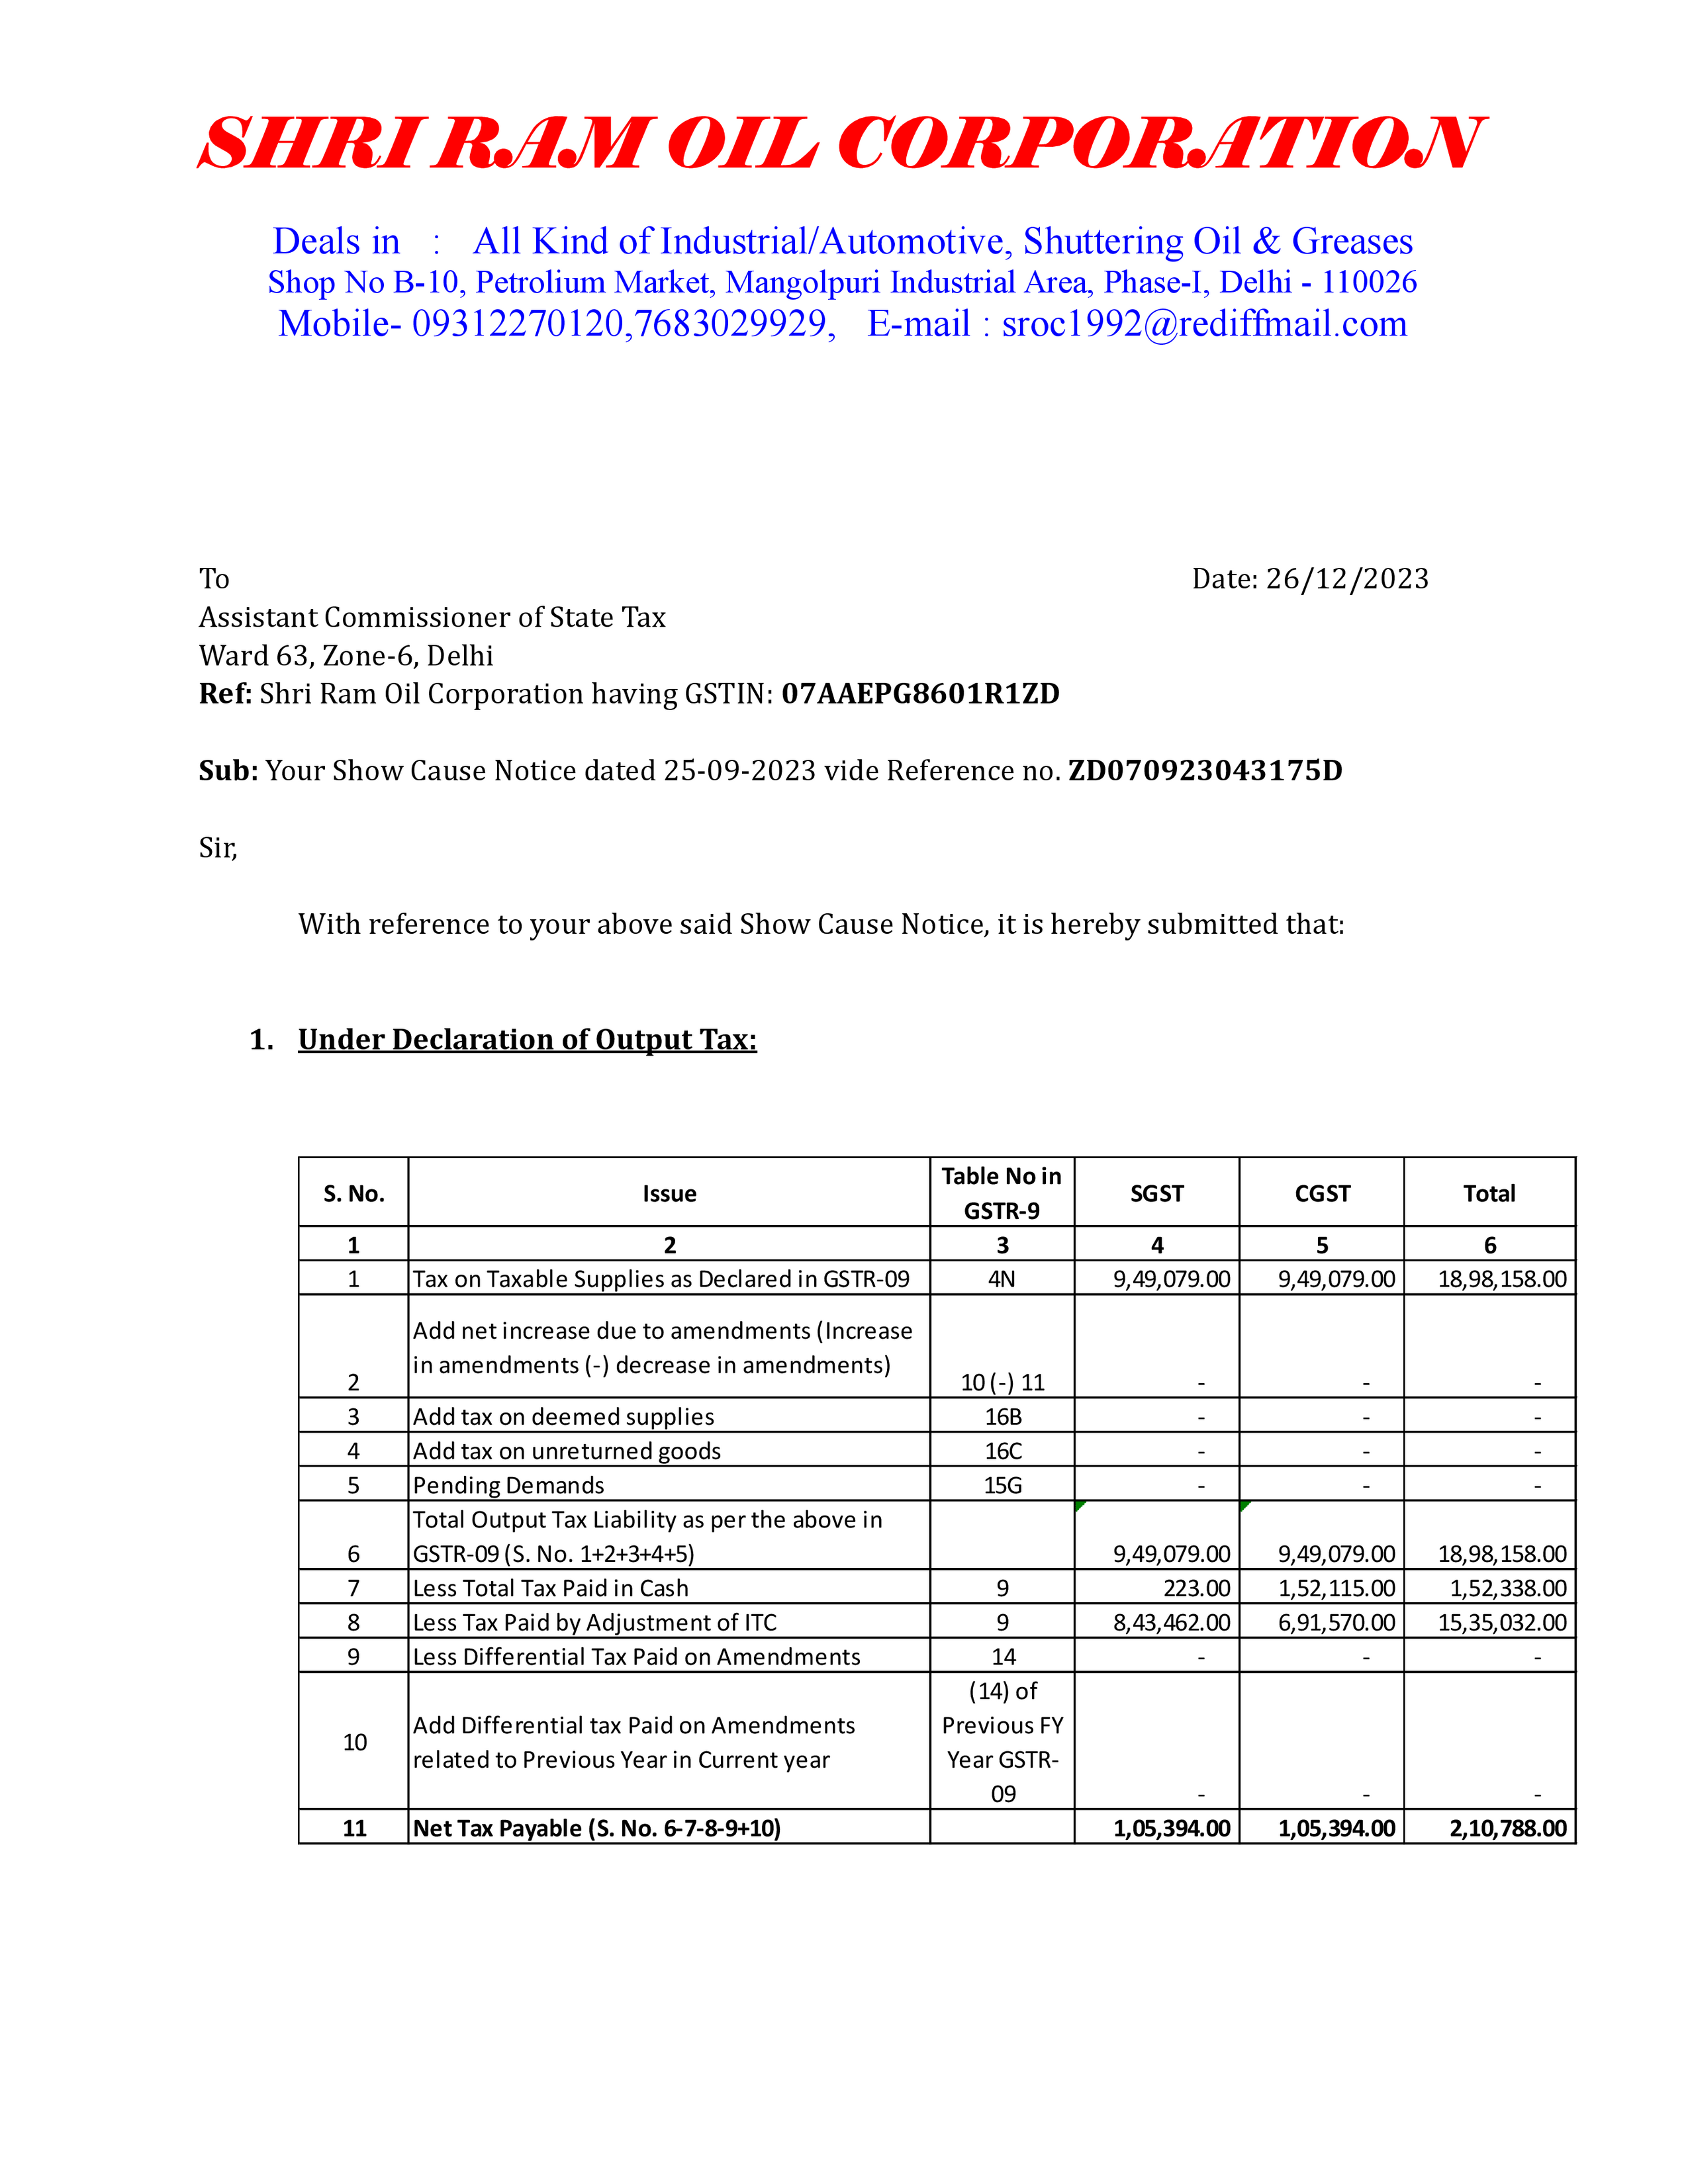 SHRI RAM OIL CORPORATION
Deals in : All Kind of Industrial/Automotive, Shuttering Oil & Greases
Shop No B-10, Petrolium Market, Mangolpuri Industrial Area, Phase-I, Delhi - 110026
Mobile- 09312270120,7683029929, E-mail : sroc1992@rediffmail.com
To Date: 26/12/2023
Assistant Commissioner of State Tax
Ward 63, Zone-6, Delhi
Ref: Shri Ram Oil Corporation having GSTIN: 07AAEPG8601R1ZD
Sub: Your Show Cause Notice dated 25-09-2023 vide Reference no. ZD070923043175D
Sir,
With reference to your above said Show Cause Notice, it is hereby submitted that:
1. Under Declaration of Output Tax:
S. No. Issue Table No in GSTR-9 SGST CGST Total
1 2 3 4 5 6
1 Tax on Taxable Supplies as Declared in GSTR-09 4N 9,49,079.00 9,49,079.00 18,98,158.00
Add net increase due to amendments (Increase
in amendments (-) decrease in amendments)
2 10 (-) 11 - - -
3 Add tax on deemed supplies 16B - - -
4 Add tax on unreturned goods 16C - - -
5 Pending Demands 15G - - -
Total Output Tax Liability as per the above in
6 GSTR-09 (S. No. 1+2+3+4+5) 9,49,079.00 9,49,079.00 18,98,158.00
7 Less Total Tax Paid in Cash 9 223.00 1,52,115.00 1,52,338.00
8 Less Tax Paid by Adjustment of ITC 9 8,43,462.00 6,91,570.00 15,35,032.00
9 Less Differential Tax Paid on Amendments 14 - - -
(14) of
Add Differential tax Paid on Amendments Previous FY
10
related to Previous Year in Current year Year GSTR-
09 - - -
11 Net Tax Payable (S. No. 6-7-8-9+10) 1,05,394.00 1,05,394.00 2,10,788.00